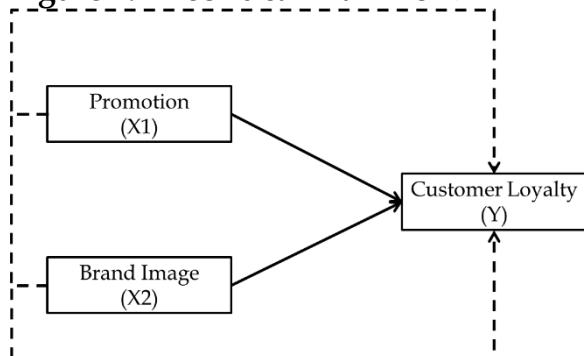 Promotion
(X1)
Customer Loyalty
(Y)
Brand Image
(X2)